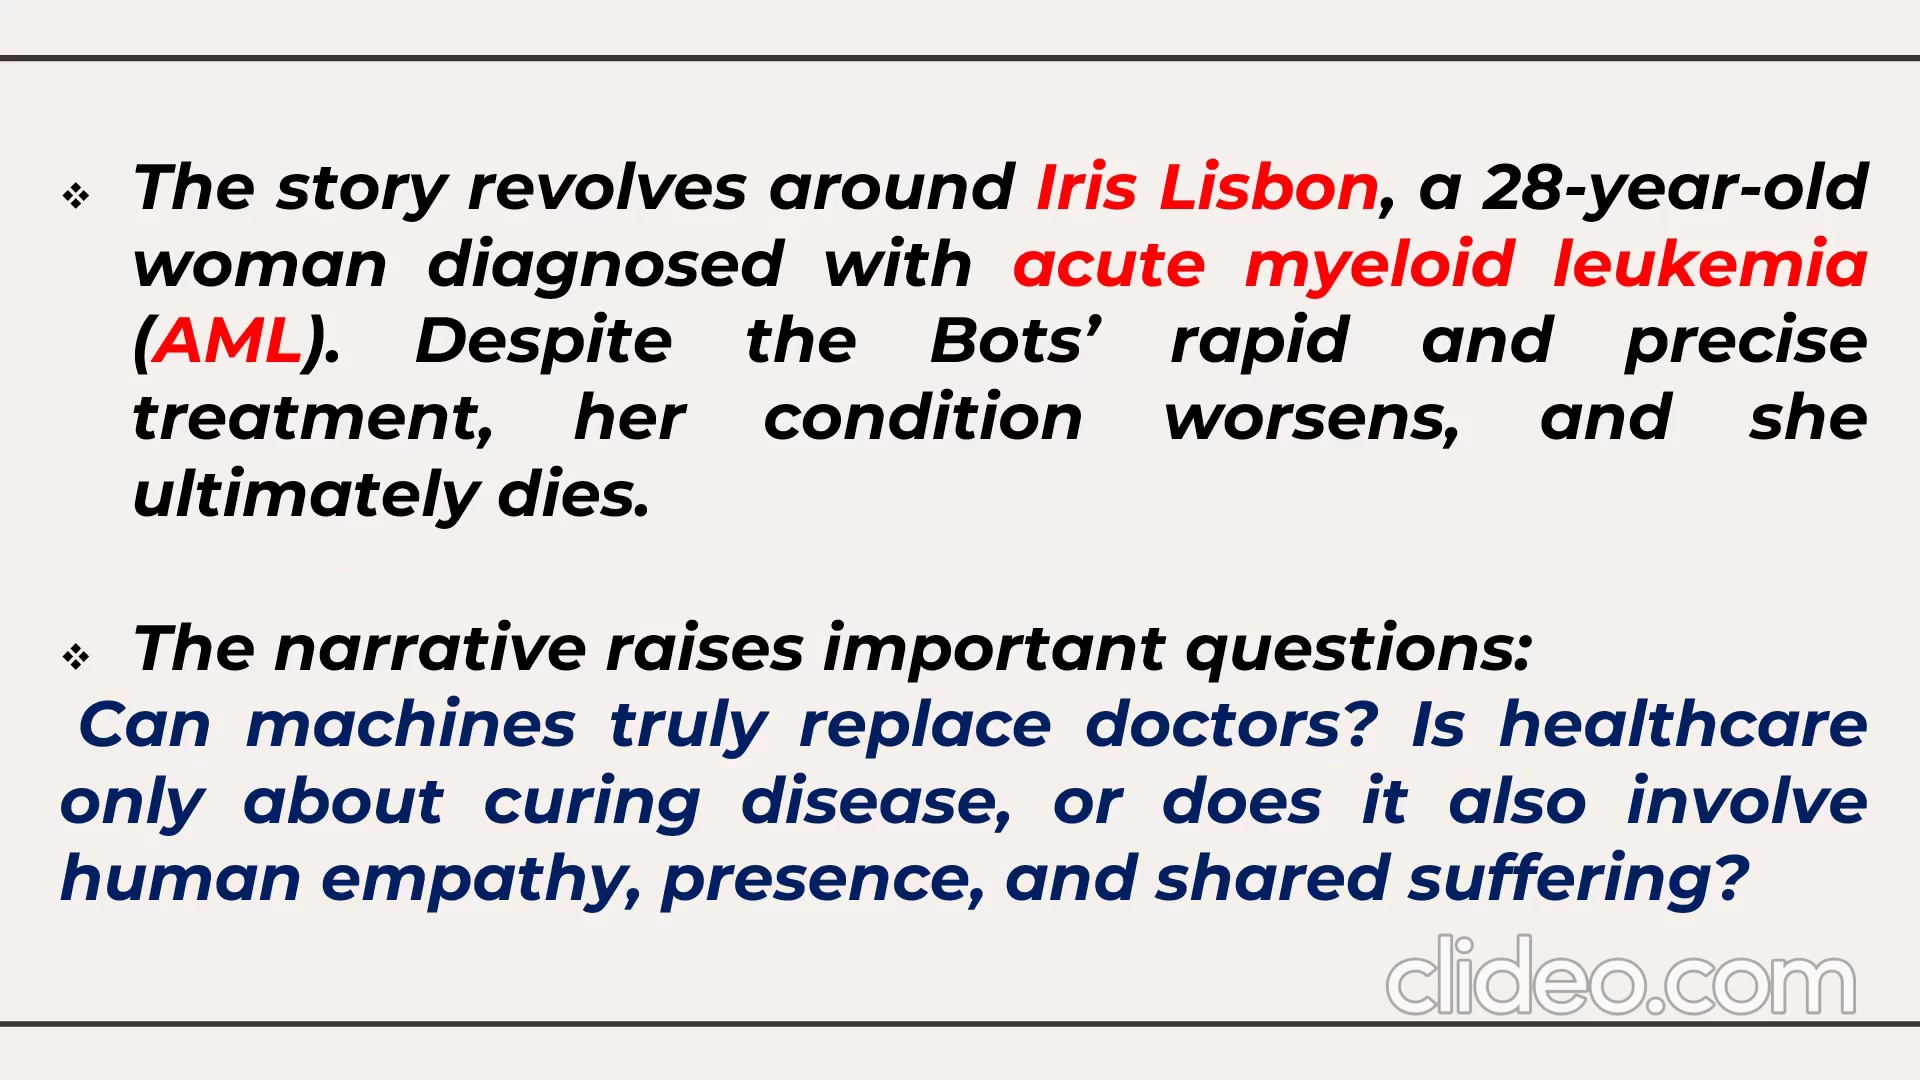 ❖ The story revolves around Iris Lisbon, a 28-year-old
woman diagnosed with acute myeloid leukemia
(AML). Despite the Bots’ rapid and precise
treatment, her condition worsens, and she
ultimately dies.
❖ The narrative raises important questions:
Can machines truly replace doctors? Is healthcare
only about curing disease, or does it also involve
human empathy, presence, and shared suffering?
clideo.com